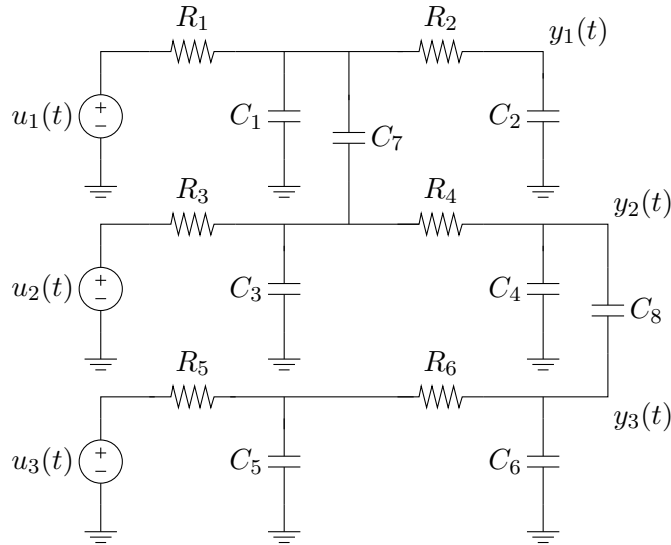 R₁ R₂ y₁(t)
u₁(t) + − C₁ C₇ C₂
R₃ R₄ y₂(t)
u₂(t) + − C₃ C₄ C₈
R₅ R₆ y₃(t)
u₃(t) + − C₅ C₆